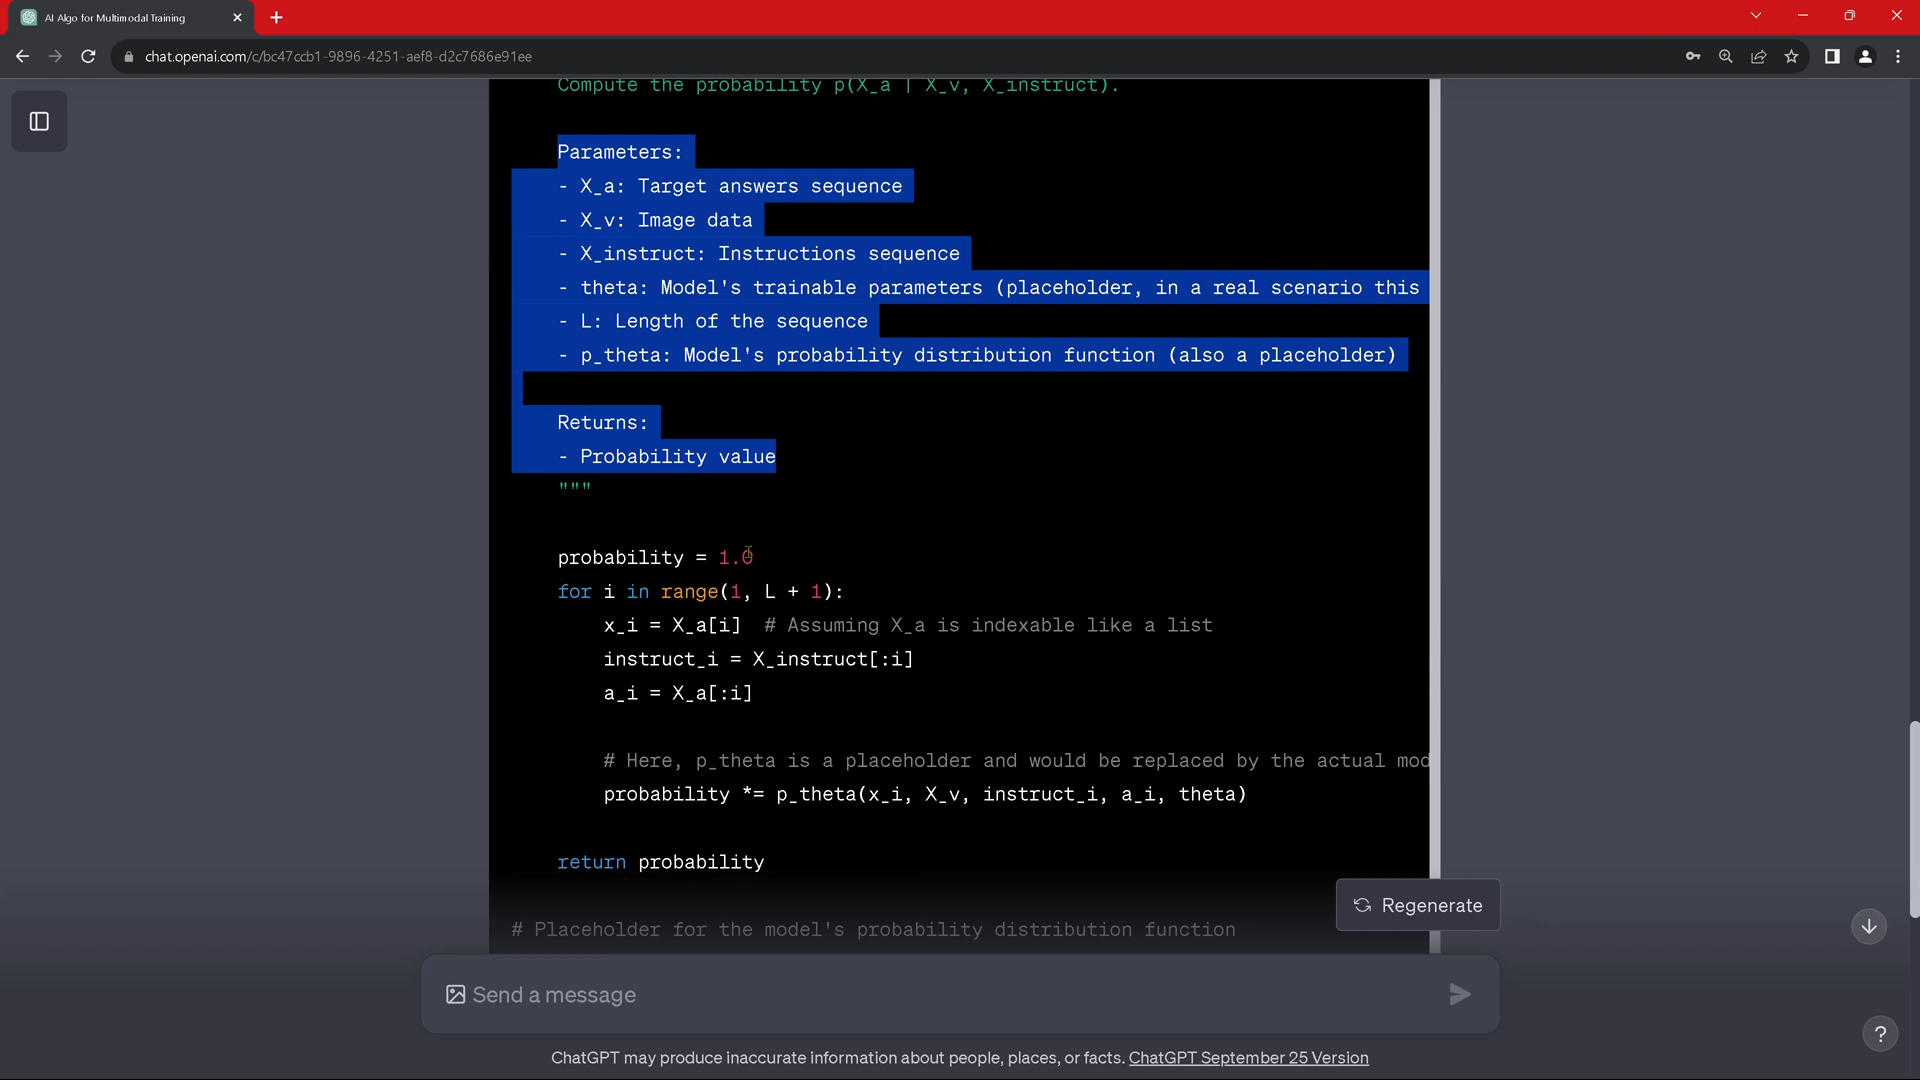 AI Algo for Multimodal Training
chat.openai.com/c/bc47ccb1-9896-4251-aef8-d2c7686e91ee
Compute the probability p(X_a | X_v, X_instruct).
Parameters:
- X_a: Target answers sequence
- X_v: Image data
- X_instruct: Instructions sequence
- theta: Model's trainable parameters (placeholder, in a real scenario this
- L: Length of the sequence
- p_theta: Model's probability distribution function (also a placeholder)
Returns:
- Probability value
"""
probability = 1.0
for i in range(1, L + 1):
x_i = X_a[i]  # Assuming X_a is indexable like a list
instruct_i = X_instruct[:i]
a_i = X_a[:i]
# Here, p_theta is a placeholder and would be replaced by the actual mod
probability *= p_theta(x_i, X_v, instruct_i, a_i, theta)
return probability
Regenerate
# Placeholder for the model's probability distribution function
Send a message
?
ChatGPT may produce inaccurate information about people, places, or facts. ChatGPT September 25 Version